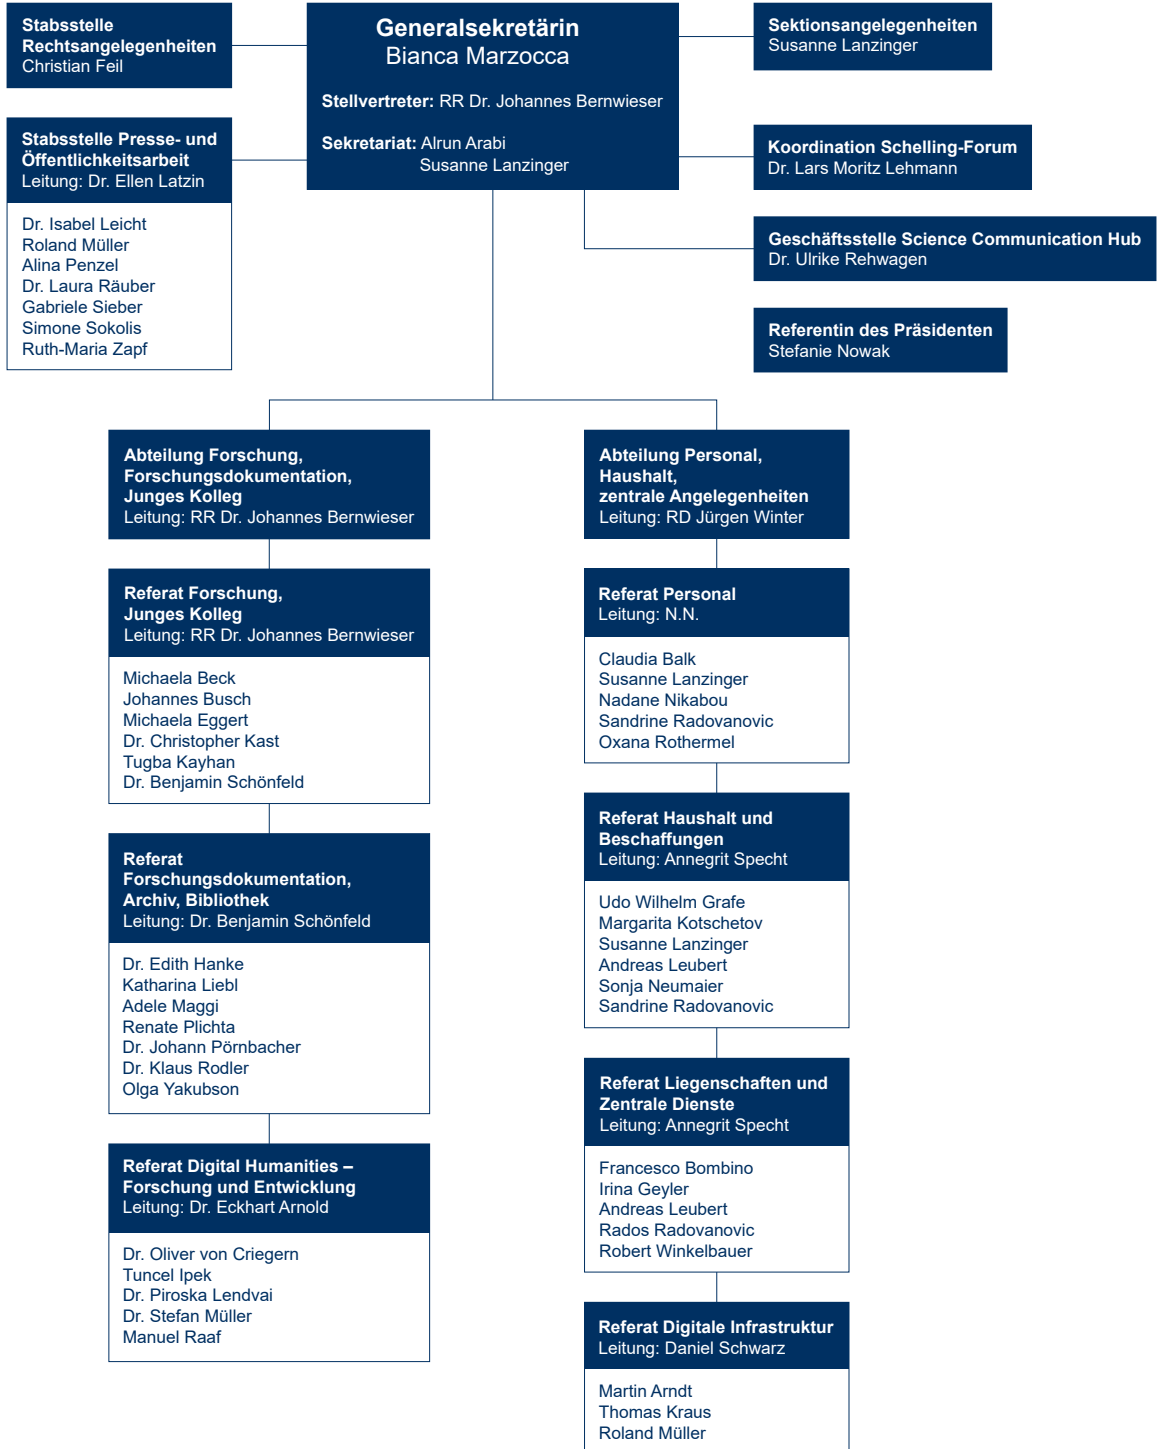 Stabsstelle
Rechtsangelegenheiten
Christian Feil
Generalsekretärin
Bianca Marzocca
Stellvertreter: RR Dr. Johannes Bernwieser
Sekretariat: Alrun Arabi
Susanne Lanzinger
Sektionsangelegenheiten
Susanne Lanzinger
Stabsstelle Presse- und
Öffentlichkeitsarbeit
Leitung: Dr. Ellen Latzin
Dr. Isabel Leicht
Roland Müller
Alina Penzel
Dr. Laura Räuber
Gabriele Sieber
Simone Sokolis
Ruth-Maria Zapf
Koordination Schelling-Forum
Dr. Lars Moritz Lehmann
Geschäftsstelle Science Communication Hub
Dr. Ulrike Rehwagen
Referentin des Präsidenten
Stefanie Nowak
Abteilung Forschung,
Forschungsdokumentation,
Junges Kolleg
Leitung: RR Dr. Johannes Bernwieser
Referat Forschung,
Junges Kolleg
Leitung: RR Dr. Johannes Bernwieser
Michaela Beck
Johannes Busch
Michaela Eggert
Dr. Christopher Kast
Tugba Kayhan
Dr. Benjamin Schönfeld
Referat
Forschungsdokumentation,
Archiv, Bibliothek
Leitung: Dr. Benjamin Schönfeld
Dr. Edith Hanke
Katharina Liebl
Adele Maggi
Renate Plichta
Dr. Johann Pörnbacher
Dr. Klaus Rodler
Olga Yakubson
Referat Digital Humanities –
Forschung und Entwicklung
Leitung: Dr. Eckhart Arnold
Dr. Oliver von Criegern
Tuncel Ipek
Dr. Piroska Lendvai
Dr. Stefan Müller
Manuel Raaf
Abteilung Personal,
Haushalt,
zentrale Angelegenheiten
Leitung: RD Jürgen Winter
Referat Personal
Leitung: N.N.
Claudia Balk
Susanne Lanzinger
Nadane Nikabou
Sandrine Radovanovic
Oxana Rothermel
Referat Haushalt und
Beschaffungen
Leitung: Annegrit Specht
Udo Wilhelm Grafe
Margarita Kotschetov
Susanne Lanzinger
Andreas Leubert
Sonja Neumaier
Sandrine Radovanovic
Referat Liegenschaften und
Zentrale Dienste
Leitung: Annegrit Specht
Francesco Bombino
Irina Geyler
Andreas Leubert
Rados Radovanovic
Robert Winkelbauer
Referat Digitale Infrastruktur
Leitung: Daniel Schwarz
Martin Arndt
Thomas Kraus
Roland Müller